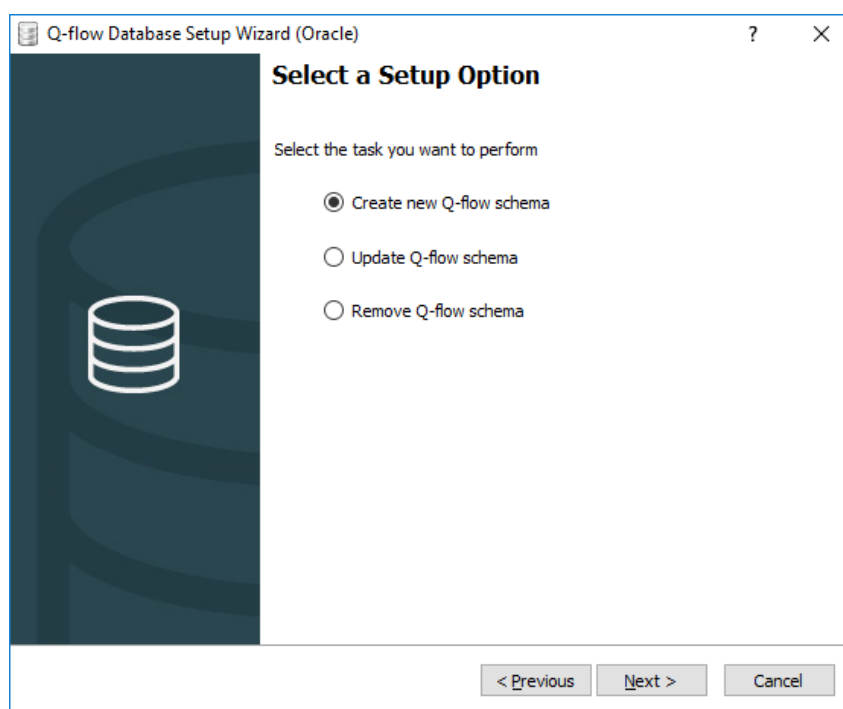 Q-flow Database Setup Wizard (Oracle)
?
Select a Setup Option
Select the task you want to perform
Create new Q-flow schema
Update Q-flow schema
Remove Q-flow schema
< Previous
Next >
Cancel